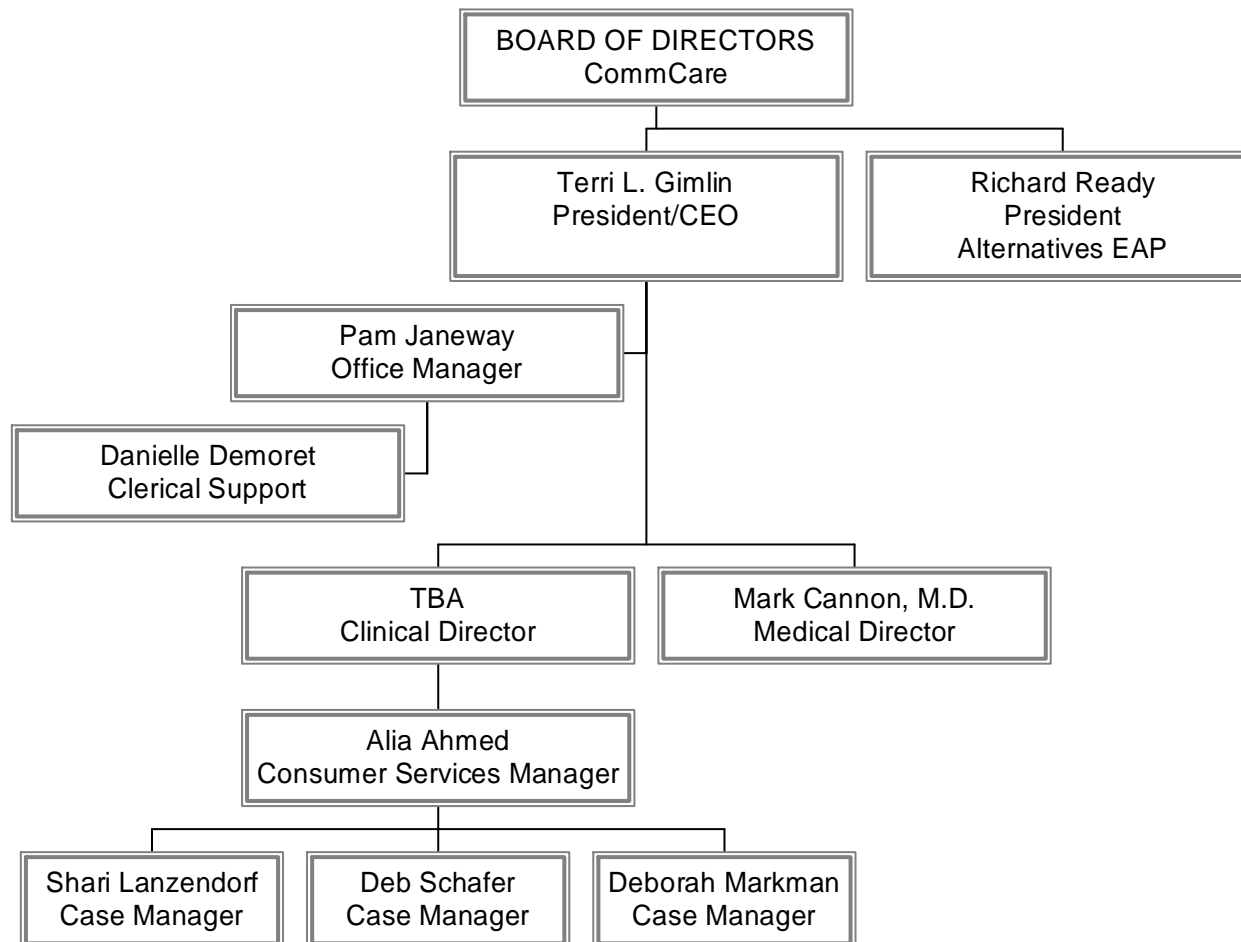 BOARD OF DIRECTORS
CommCare
Terri L. Gimlin
President/CEO
Richard Ready
President
Alternatives EAP
Pam Janeway
Office Manager
Danielle Demoret
Clerical Support
TBA
Clinical Director
Mark Cannon, M.D.
Medical Director
Alia Ahmed
Consumer Services Manager
Shari Lanzendorf
Case Manager
Deb Schafer
Case Manager
Deborah Markman
Case Manager